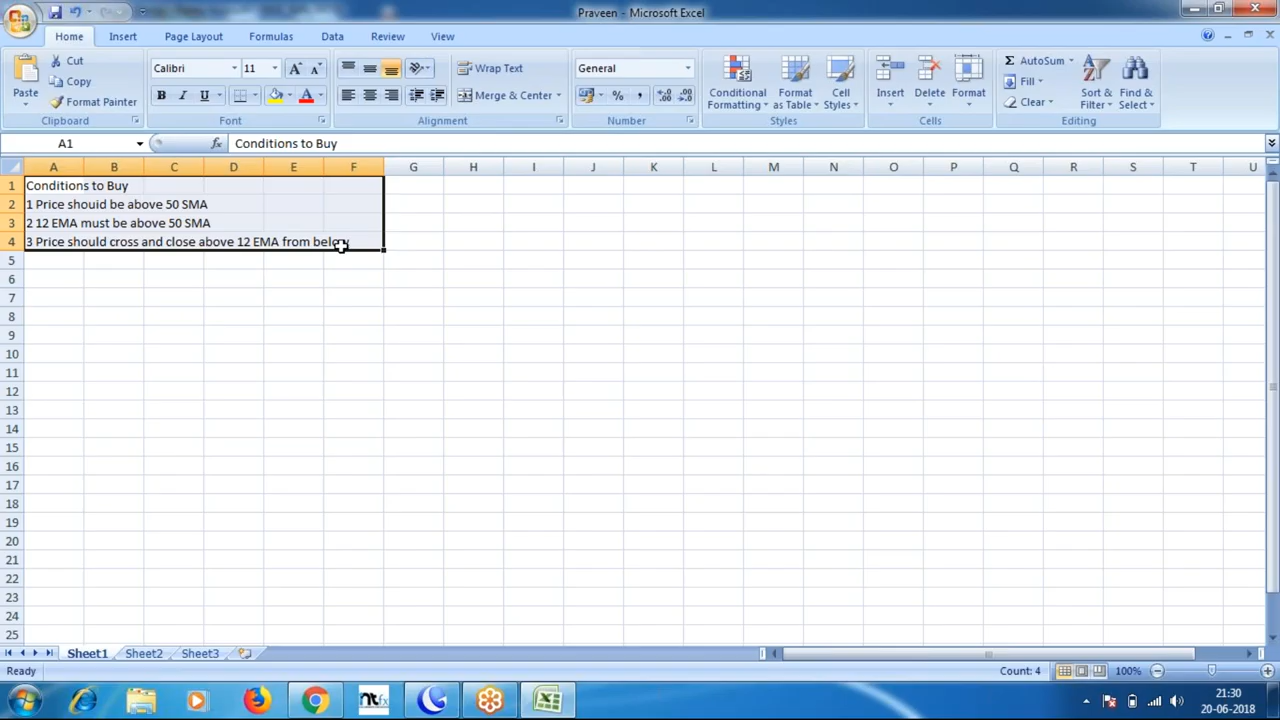 Praveen - Microsoft Excel
Home Insert Page Layout Formulas Data Review View
Paste Cut Copy Format Painter Clipboard
Calibri 11 B I U A Font
Wrap Text Merge & Center Alignment
General % , Number
Conditional Formatting Format as Table Cell Styles Styles
Insert Delete Format Cells
Σ AutoSum Fill Clear Sort & Filter Find & Select Editing
A1 fx Conditions to Buy
A B C D E F G H I J K L M N O P Q R S T U
1 Conditions to Buy
2 1 Price should be above 50 SMA
3 2 12 EMA must be above 50 SMA
4 3 Price should cross and close above 12 EMA from below
5
6
7
8
9
10
11
12
13
14
15
16
17
18
19
20
21
22
23
24
25
Sheet1 Sheet2 Sheet3
Ready Count: 4 100%
ntfx
21:30
20-06-2018